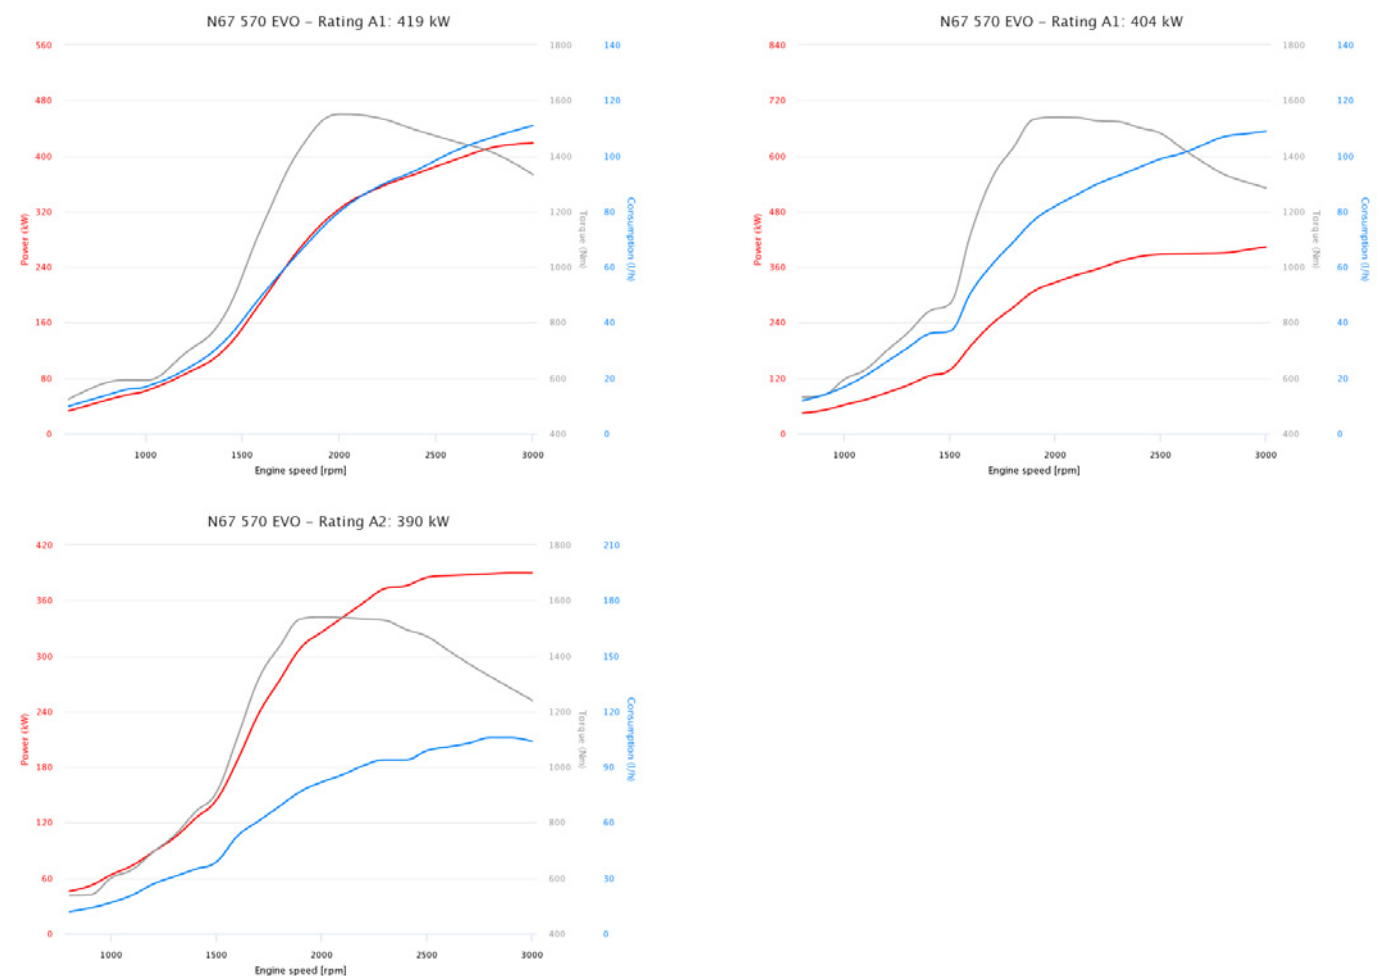 N67 570 EVO – Rating A1: 419 kW
560 1800 140
480 1600 120
400 1400 100
320 1200 80
240 1000 60
160 800 40
80 600 20
0 400 0
Power (kW)
Torque (Nm)
Consumption (l/h)
1000 1500 2000 2500 3000
Engine speed [rpm]
N67 570 EVO – Rating A1: 404 kW
840 1800 140
720 1600 120
600 1400 100
480 1200 80
360 1000 60
240 800 40
120 600 20
0 400 0
Power (kW)
Torque (Nm)
Consumption (l/h)
1000 1500 2000 2500 3000
Engine speed [rpm]
N67 570 EVO – Rating A2: 390 kW
420 1800 210
360 1600 180
300 1400 150
240 1200 120
180 1000 90
120 800 60
60 600 30
0 400 0
Power (kW)
Torque (Nm)
Consumption (l/h)
1000 1500 2000 2500 3000
Engine speed [rpm]